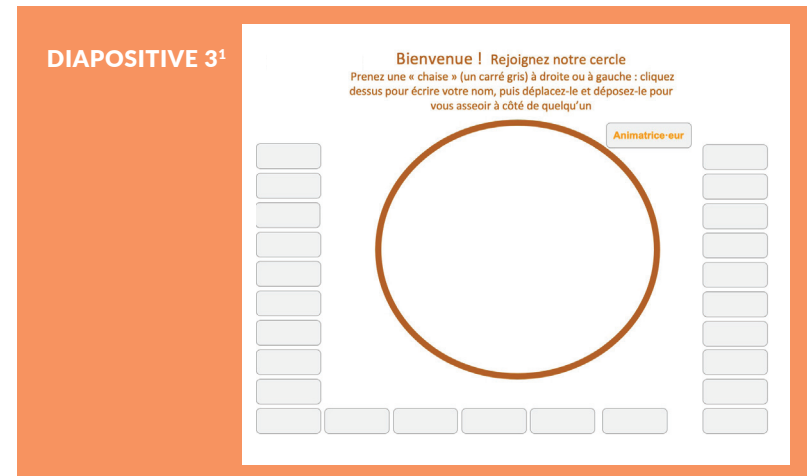 DIAPOSITIVE 3¹
Bienvenue ! Rejoignez notre cercle
Prenez une « chaise » (un carré gris) à droite ou à gauche : cliquez
dessus pour écrire votre nom, puis déplacez-le et déposez-le pour
vous asseoir à côté de quelqu'un
Animatrice·eur